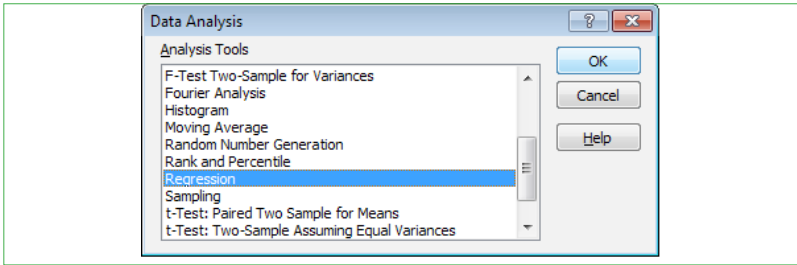 Data Analysis
Analysis Tools
F-Test Two-Sample for Variances
Fourier Analysis
Histogram
Moving Average
Random Number Generation
Rank and Percentile
Regression
Sampling
t-Test: Paired Two Sample for Means
t-Test: Two-Sample Assuming Equal Variances
OK
Cancel
Help